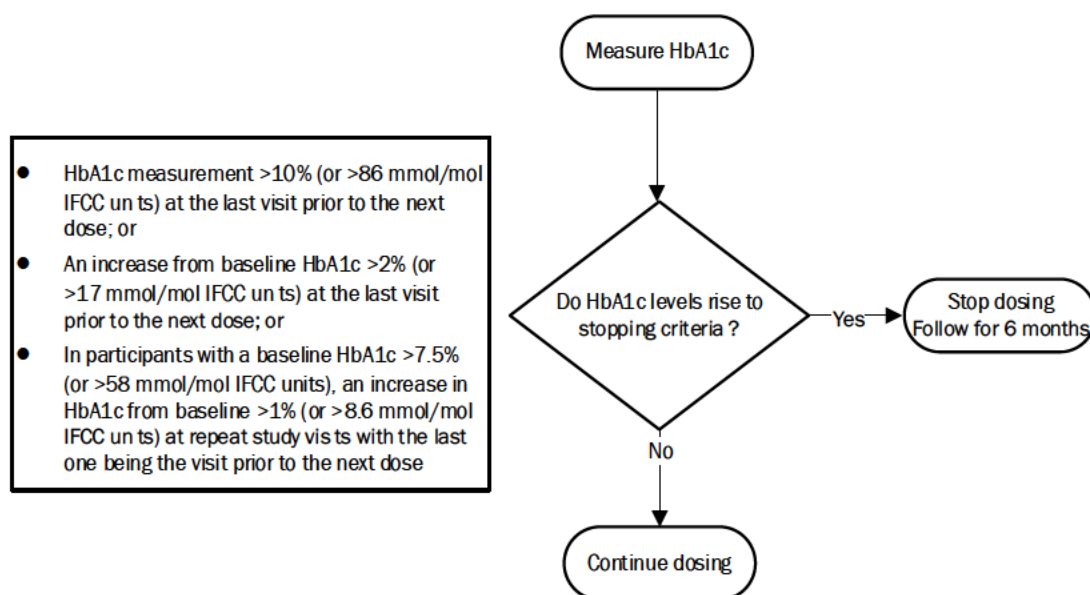 Measure HbA1c
● HbA1c measurement >10% (or >86 mmol/mol
IFCC un ts) at the last visit prior to the next
dose; or
● An increase from baseline HbA1c >2% (or
>17 mmol/mol IFCC un ts) at the last visit
prior to the next dose; or
● In participants with a baseline HbA1c >7.5%
(or >58 mmol/mol IFCC units), an increase in
HbA1c from baseline >1% (or >8.6 mmol/mol
IFCC un ts) at repeat study vis ts with the last
one being the visit prior to the next dose
Do HbA1c levels rise to
stopping criteria ?
Yes
Stop dosing
Follow for 6 months
No
Continue dosing